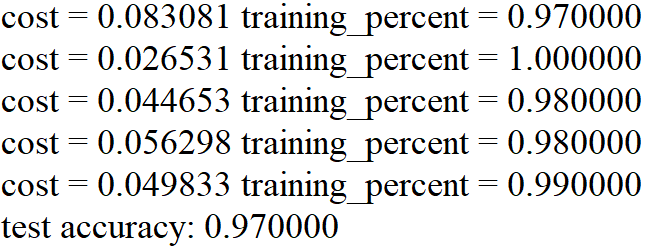 cost = 0.083081 training_percent = 0.970000
cost = 0.026531 training_percent = 1.000000
cost = 0.044653 training_percent = 0.980000
cost = 0.056298 training_percent = 0.980000
cost = 0.049833 training_percent = 0.990000
test accuracy: 0.970000